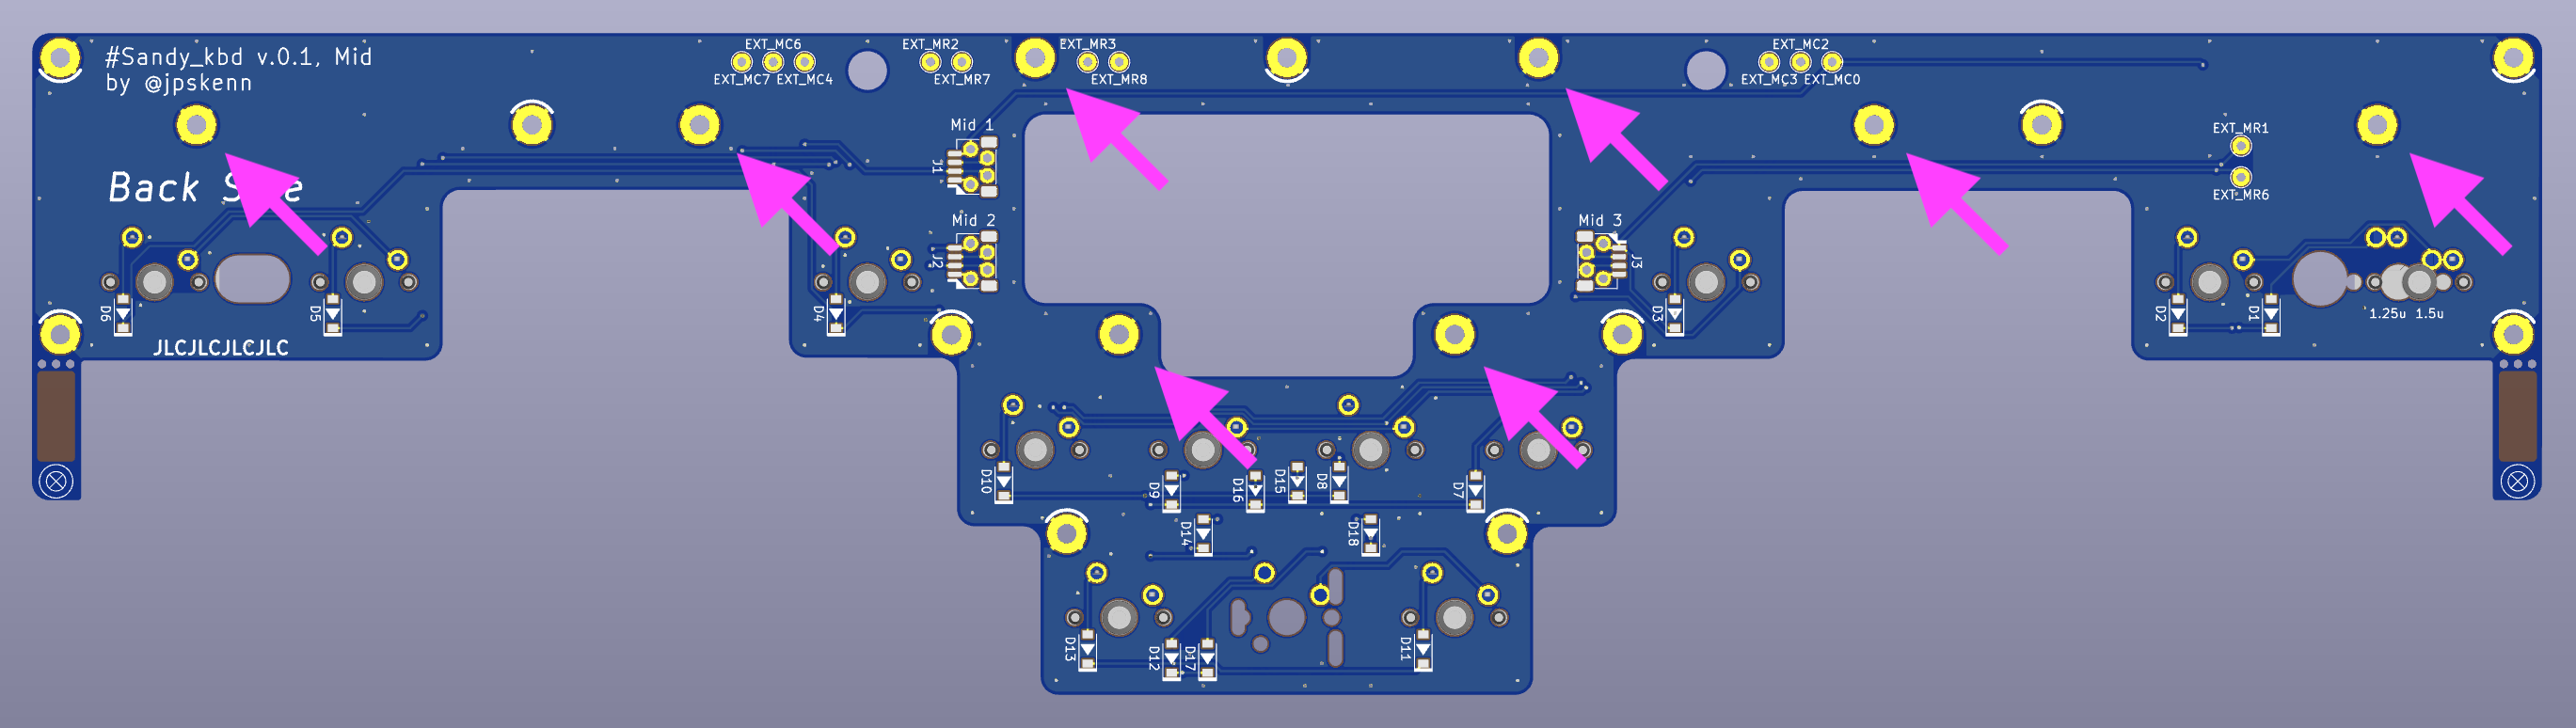 #Sandy_kbd v.0.1, Mid
by @jpskenn
EXT_MC6
EXT_MC7 EXT_MC4
EXT_MR2
EXT_MR7
EXT_MR3
EXT_MR8
EXT_MC2
EXT_MC3 EXT_MC0
Mid 1
J1
EXT_MR1
EXT_MR6
Back
Mid 2
J2
Mid 3
J3
D6
D5
D4
D3
D2
D1
1.25u 1.5u
JLCJLCJLCJLC
D10
D9
D16
D15
D8
D7
D14
D18
D13
D12
D17
D11